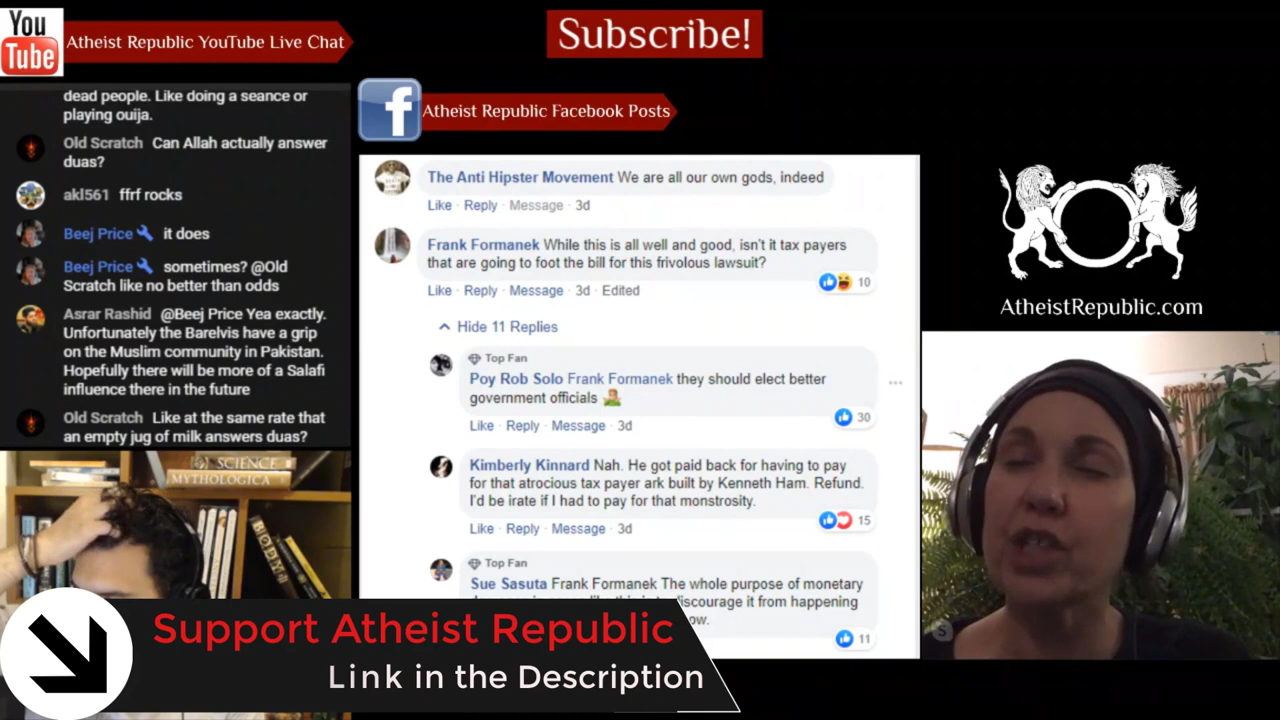 You
Tube
Atheist Republic YouTube Live Chat
Subscribe!
dead people. Like doing a seance or
playing ouija.
Old Scratch Can Allah actually answer
duas?
akl561 ffrf rocks
Beej Price it does
Beej Price sometimes? @Old
Scratch like no better than odds
Asrar Rashid @Beej Price Yea exactly.
Unfortunately the Barelvis have a grip
on the Muslim community in Pakistan.
Hopefully there will be more of a Salafi
influence there in the future
Old Scratch Like at the same rate that
an empty jug of milk answers duas?
f
Atheist Republic Facebook Posts
The Anti Hipster Movement We are all our own gods, indeed
Like · Reply · Message · 3d
Frank Formanek While this is all well and good, isn't it tax payers
that are going to foot the bill for this frivolous lawsuit?
10
Like · Reply · Message · 3d · Edited
Hide 11 Replies
Top Fan
Poy Rob Solo Frank Formanek they should elect better
government officials
30
Like · Reply · Message · 3d
Kimberly Kinnard Nah. He got paid back for having to pay
for that atrocious tax payer ark built by Kenneth Ham. Refund.
I'd be irate if I had to pay for that monstrosity.
15
Like · Reply · Message · 3d
Top Fan
Sue Sasuta Frank Formanek The whole purpose of monetary
discourage it from happening
11
AtheistRepublic.com
SCIENCE
MYTHOLOGICA
BODY
S
Support Atheist Republic
Link in the Description